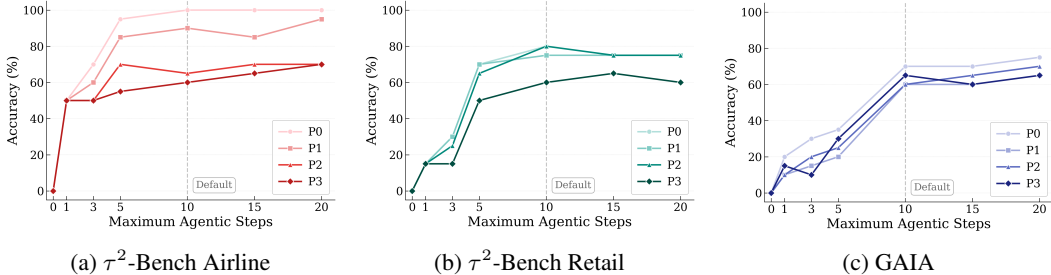 100
80
60
40
20
0
Accuracy (%)
0 1 3 5 10 15 20
Maximum Agentic Steps
Default
P0
P1
P2
P3
(a) τ²-Bench Airline
100
80
60
40
20
0
Accuracy (%)
0 1 3 5 10 15 20
Maximum Agentic Steps
Default
P0
P1
P2
P3
(b) τ²-Bench Retail
100
80
60
40
20
0
Accuracy (%)
0 1 3 5 10 15 20
Maximum Agentic Steps
Default
P0
P1
P2
P3
(c) GAIA